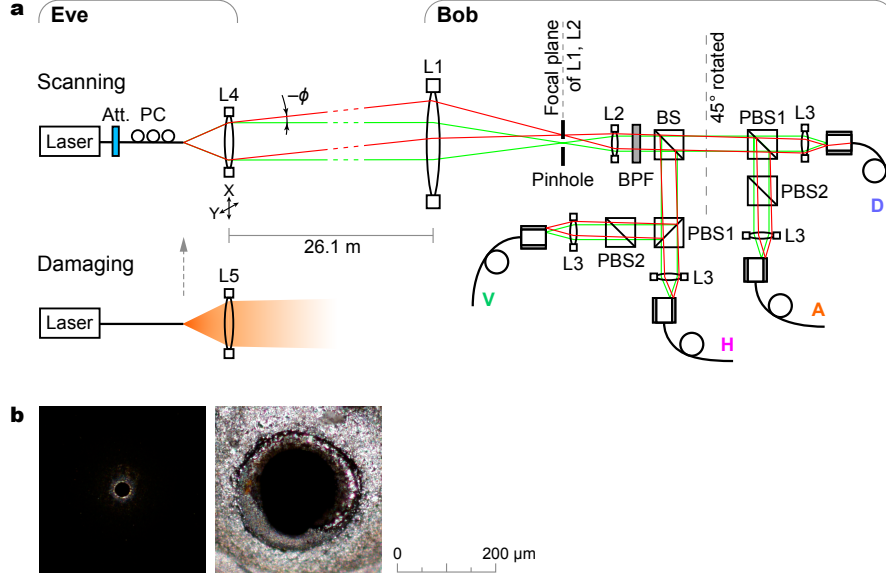 a
Eve
Bob
Scanning
Att.
PC
L4
L1
Focal plane
of L1, L2
L2
BS
45° rotated
PBS1
L3
Laser
−ϕ
Pinhole
BPF
PBS2
D
X
Y
26.1 m
L3
PBS2
PBS1
L3
L3
V
H
A
Damaging
L5
Laser
b
0
200 µm